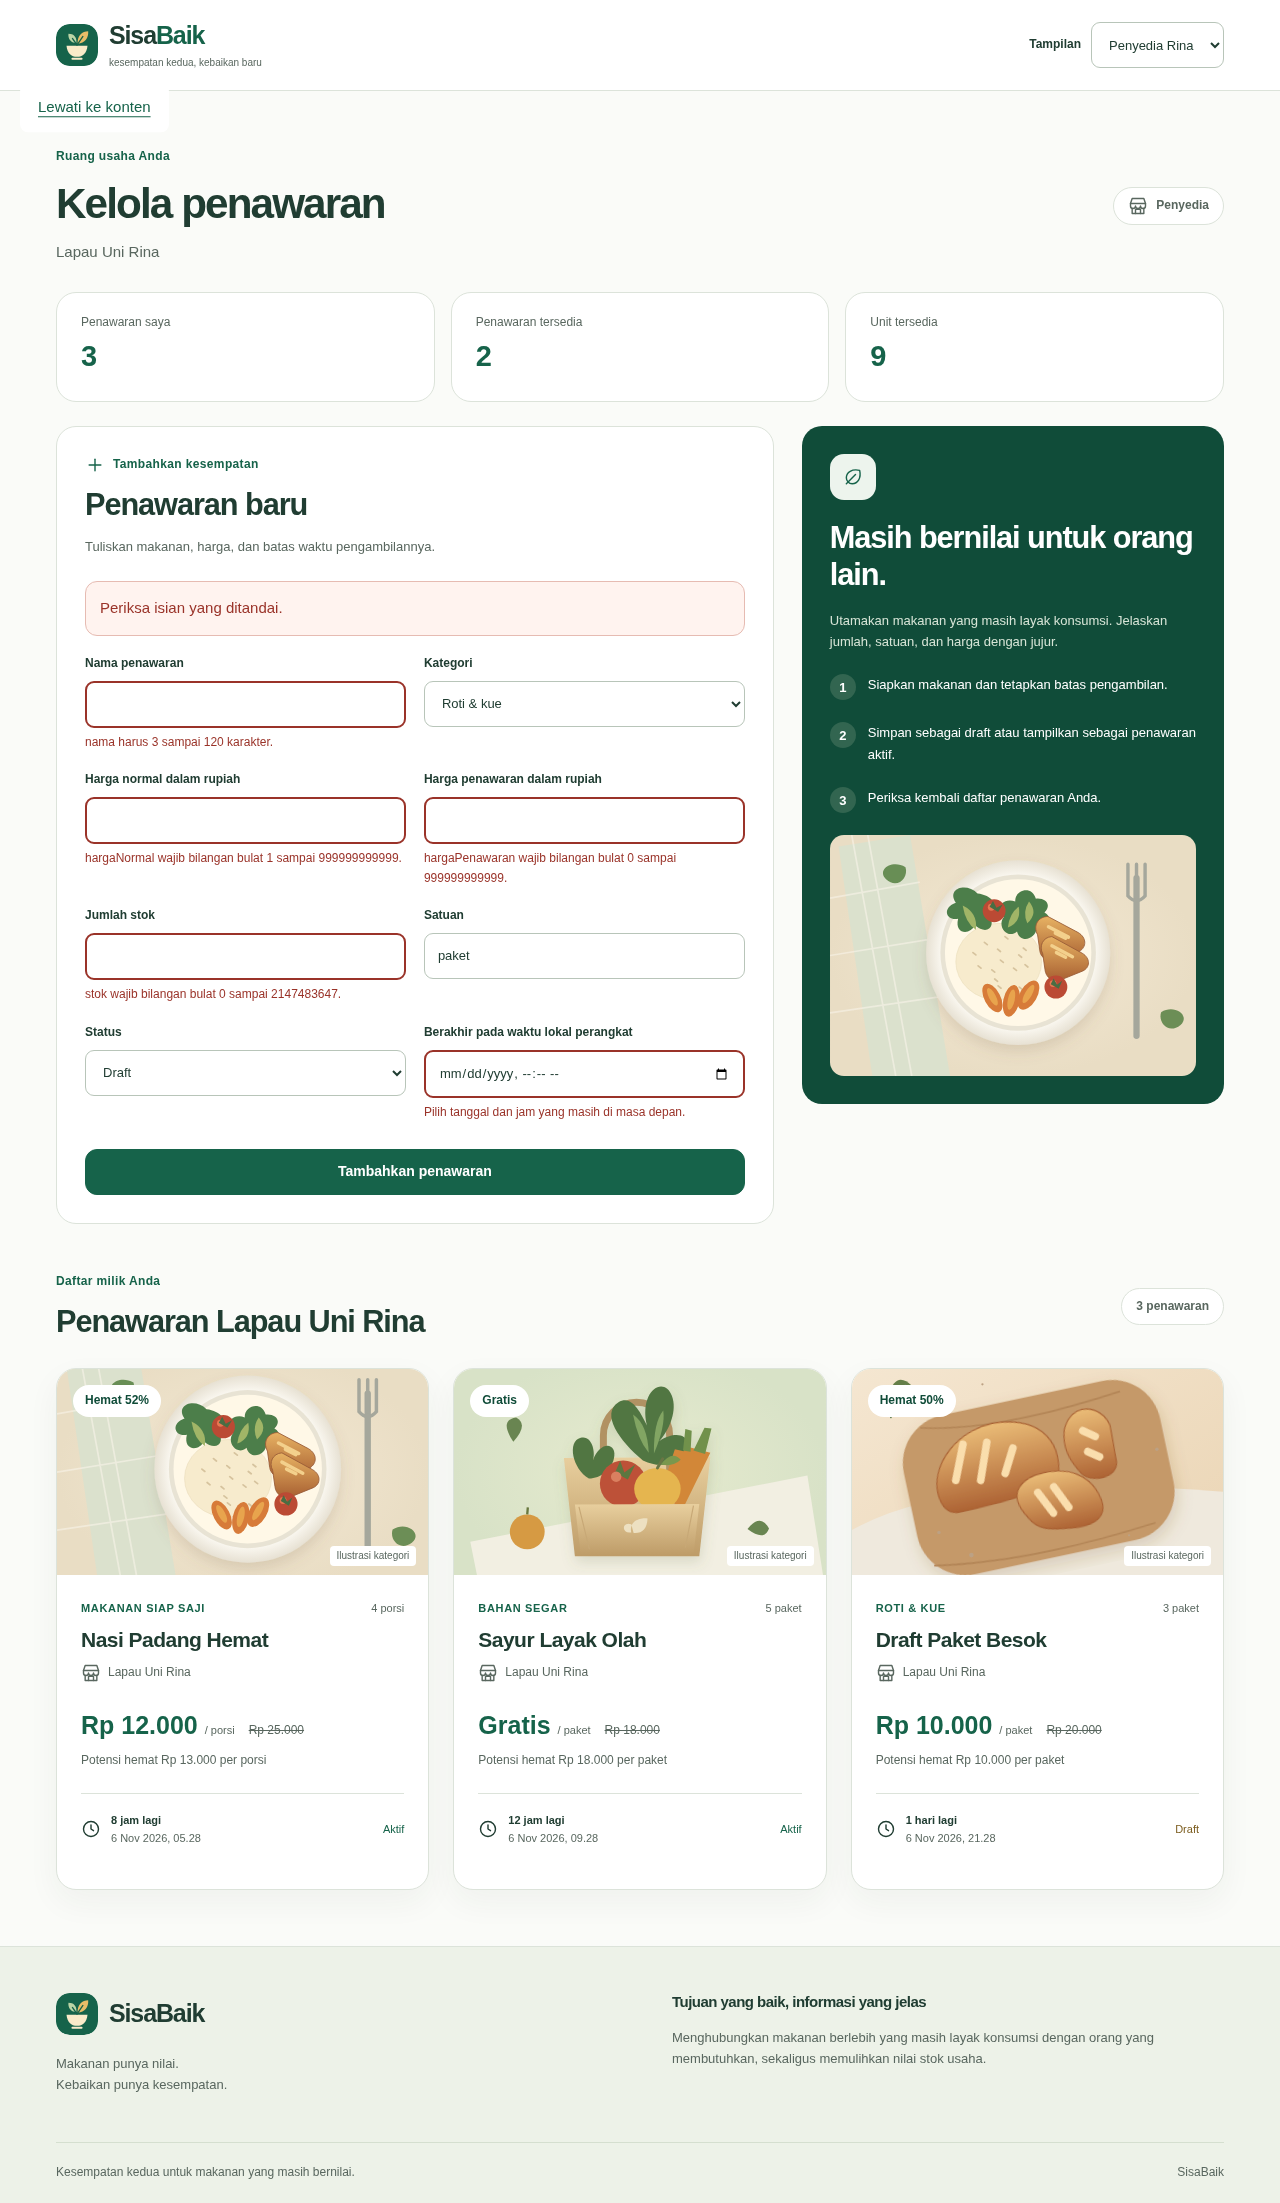 SisaBaik
kesempatan kedua, kebaikan baru
Tampilan
Penyedia Rina
Lewati ke konten
Ruang usaha Anda
Kelola penawaran
Lapau Uni Rina
Penyedia
Penawaran saya
3
Penawaran tersedia
2
Unit tersedia
9
Tambahkan kesempatan
Penawaran baru
Tuliskan makanan, harga, dan batas waktu pengambilannya.
Periksa isian yang ditandai.
Nama penawaran
nama harus 3 sampai 120 karakter.
Kategori
Roti & kue
Harga normal dalam rupiah
hargaNormal wajib bilangan bulat 1 sampai 999999999999.
Harga penawaran dalam rupiah
hargaPenawaran wajib bilangan bulat 0 sampai
999999999999.
Jumlah stok
stok wajib bilangan bulat 0 sampai 2147483647.
Satuan
paket
Status
Draft
Berakhir pada waktu lokal perangkat
mm/dd/yyyy, --:-- --
Pilih tanggal dan jam yang masih di masa depan.
Tambahkan penawaran
Masih bernilai untuk orang
lain.
Utamakan makanan yang masih layak konsumsi. Jelaskan
jumlah, satuan, dan harga dengan jujur.
1 Siapkan makanan dan tetapkan batas pengambilan.
2 Simpan sebagai draft atau tampilkan sebagai penawaran
aktif.
3 Periksa kembali daftar penawaran Anda.
Daftar milik Anda
Penawaran Lapau Uni Rina
3 penawaran
Hemat 52%
Ilustrasi kategori
MAKANAN SIAP SAJI 4 porsi
Nasi Padang Hemat
Lapau Uni Rina
Rp 12.000 / porsi Rp 25.000
Potensi hemat Rp 13.000 per porsi
8 jam lagi
6 Nov 2026, 05.28
Aktif
Gratis
Ilustrasi kategori
BAHAN SEGAR 5 paket
Sayur Layak Olah
Lapau Uni Rina
Gratis / paket Rp 18.000
Potensi hemat Rp 18.000 per paket
12 jam lagi
6 Nov 2026, 09.28
Aktif
Hemat 50%
Ilustrasi kategori
ROTI & KUE 3 paket
Draft Paket Besok
Lapau Uni Rina
Rp 10.000 / paket Rp 20.000
Potensi hemat Rp 10.000 per paket
1 hari lagi
6 Nov 2026, 21.28
Draft
SisaBaik
Makanan punya nilai.
Kebaikan punya kesempatan.
Tujuan yang baik, informasi yang jelas
Menghubungkan makanan berlebih yang masih layak konsumsi dengan orang yang
membutuhkan, sekaligus memulihkan nilai stok usaha.
Kesempatan kedua untuk makanan yang masih bernilai.
SisaBaik